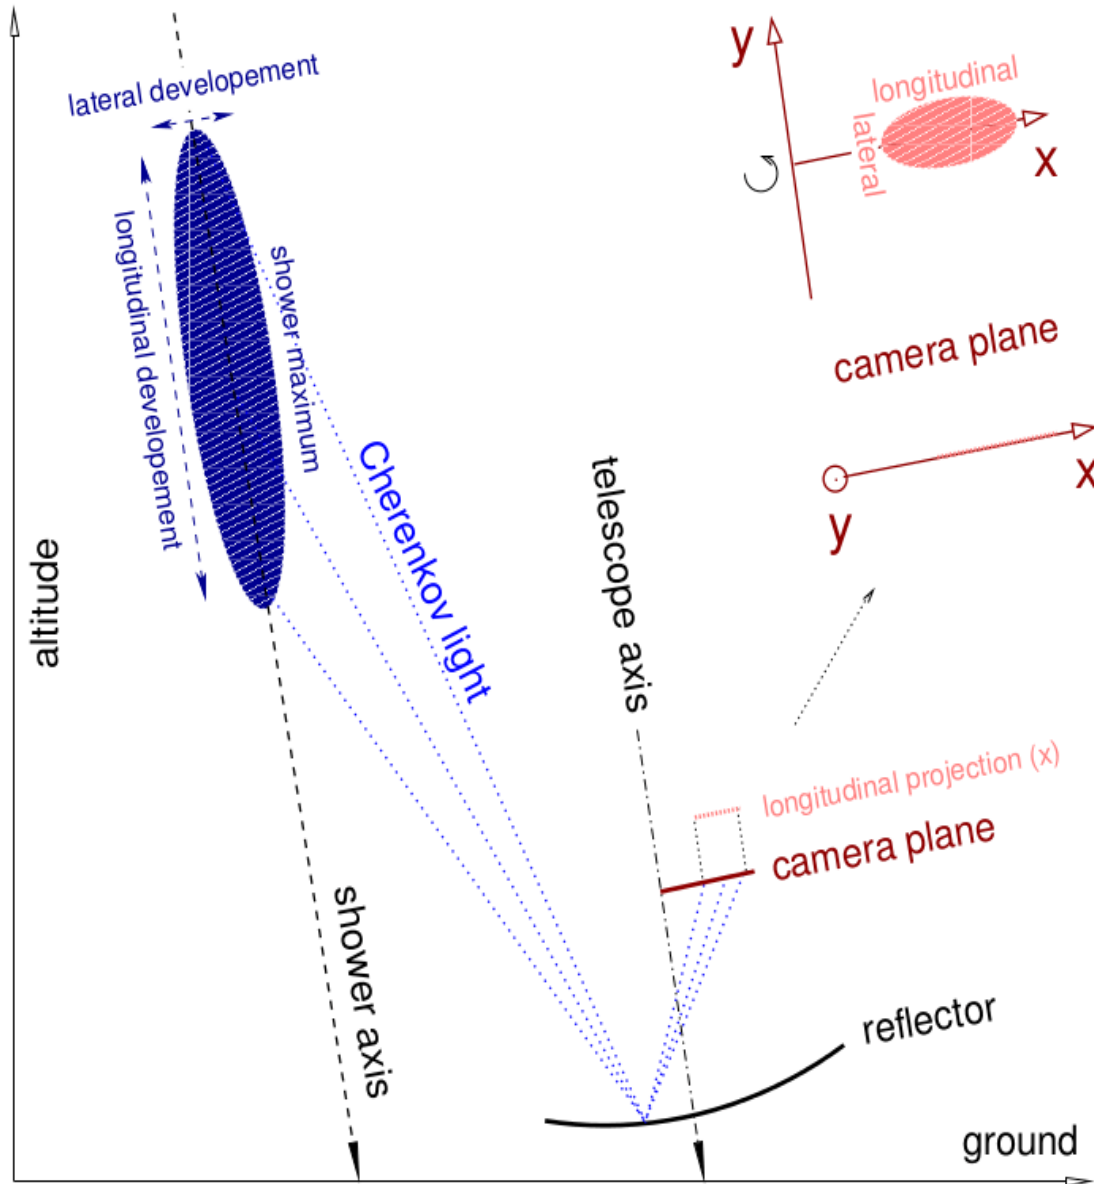 lateral developement
longitudinal developement
shower maximum
Cherenkov light
altitude
shower axis
telescope axis
y
longitudinal
lateral
x
camera plane
x
y
longitudinal projection (x)
camera plane
reflector
ground